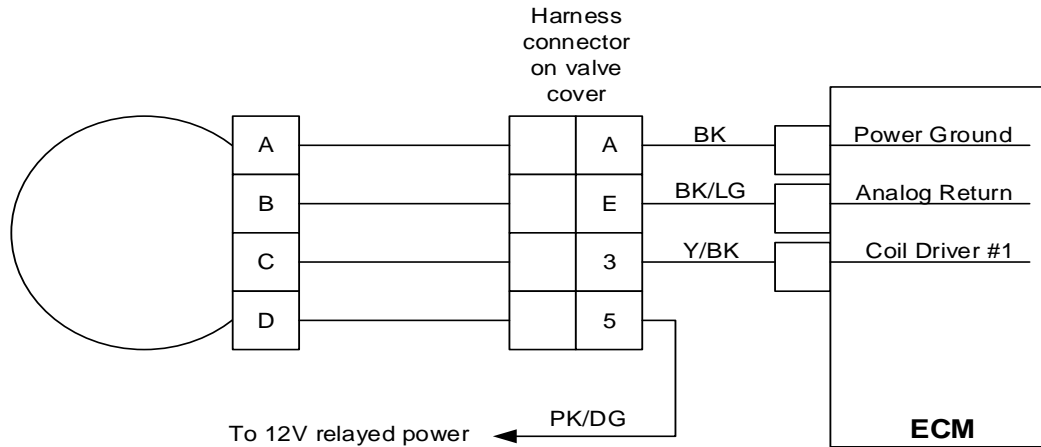 Harness
connector
on valve
cover
A
A
BK
Power Ground
B
E
BK/LG
Analog Return
C
3
Y/BK
Coil Driver #1
D
5
To 12V relayed power
PK/DG
ECM